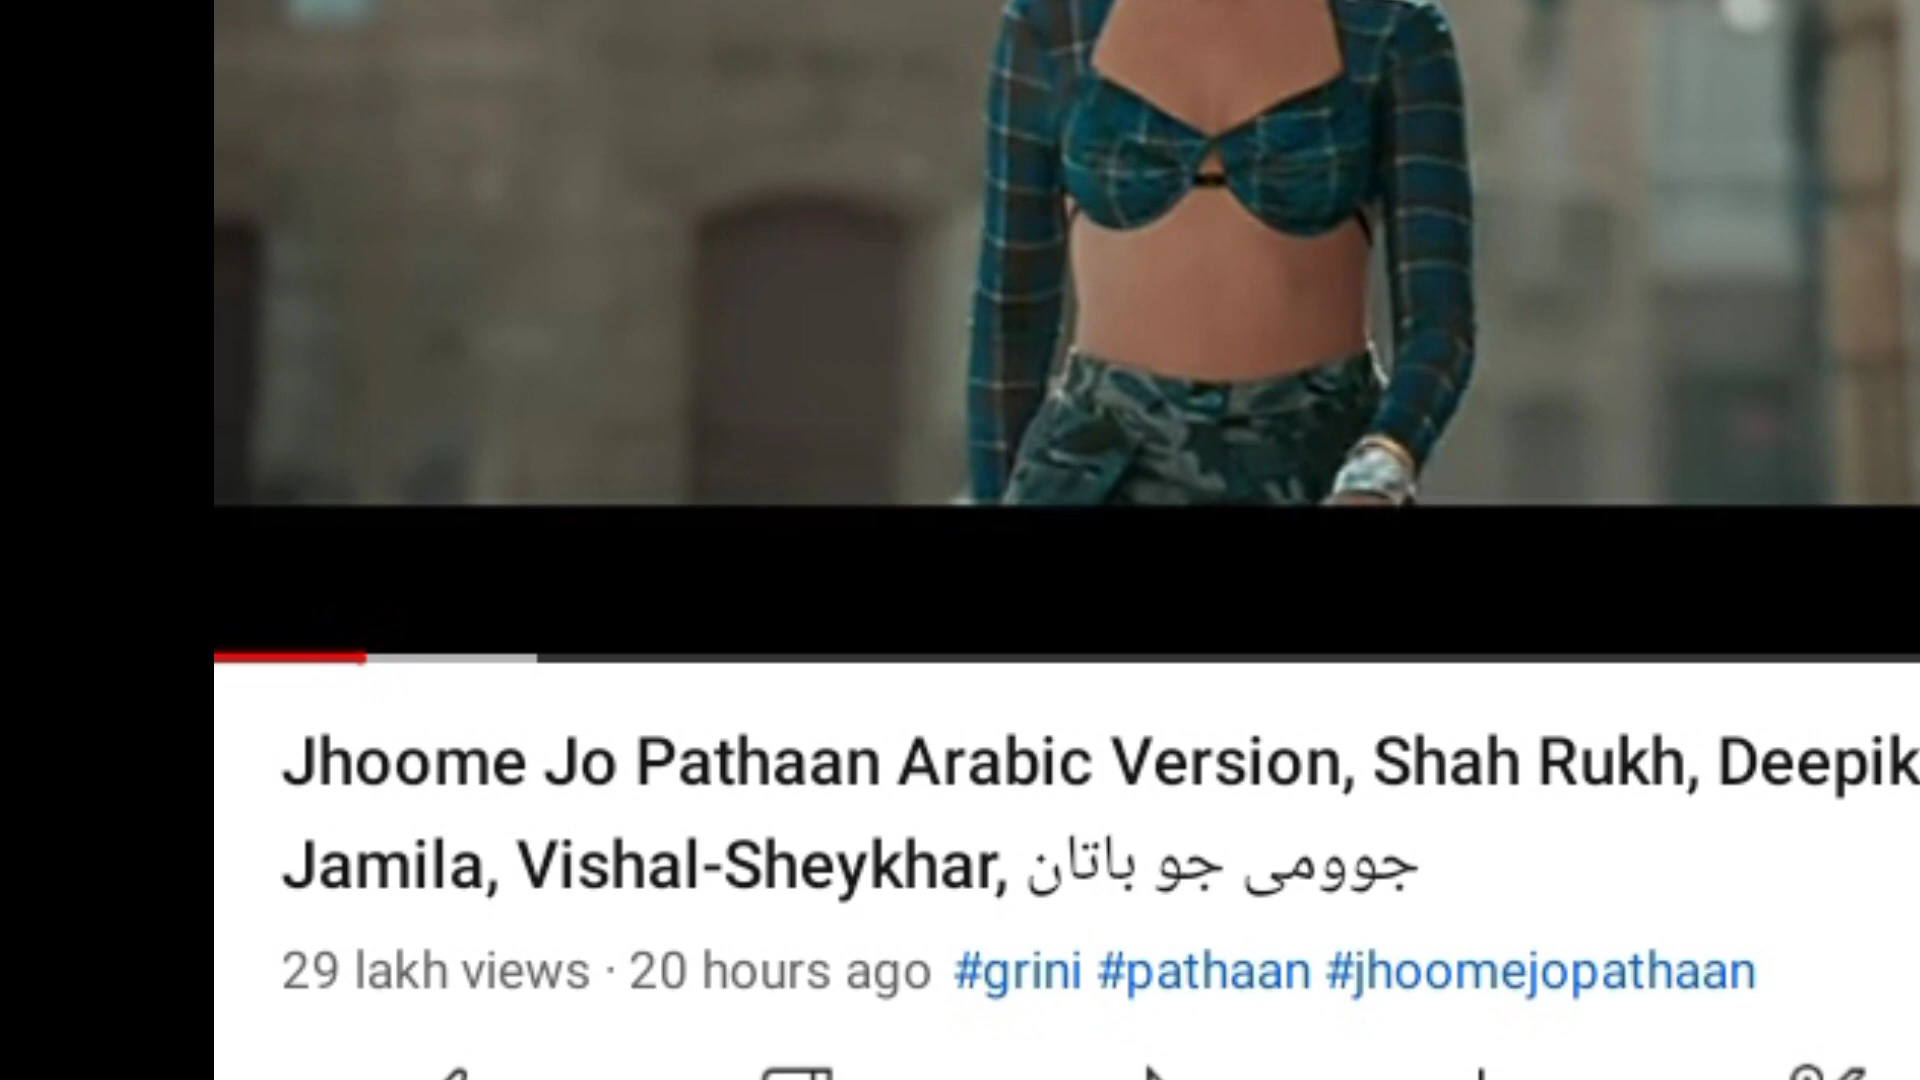 Jhoome Jo Pathaan Arabic Version, Shah Rukh, Deepik
Jamila, Vishal-Sheykhar, جوومی جو باتان
29 lakh views · 20 hours ago #grini #pathaan #jhoomejopathaan